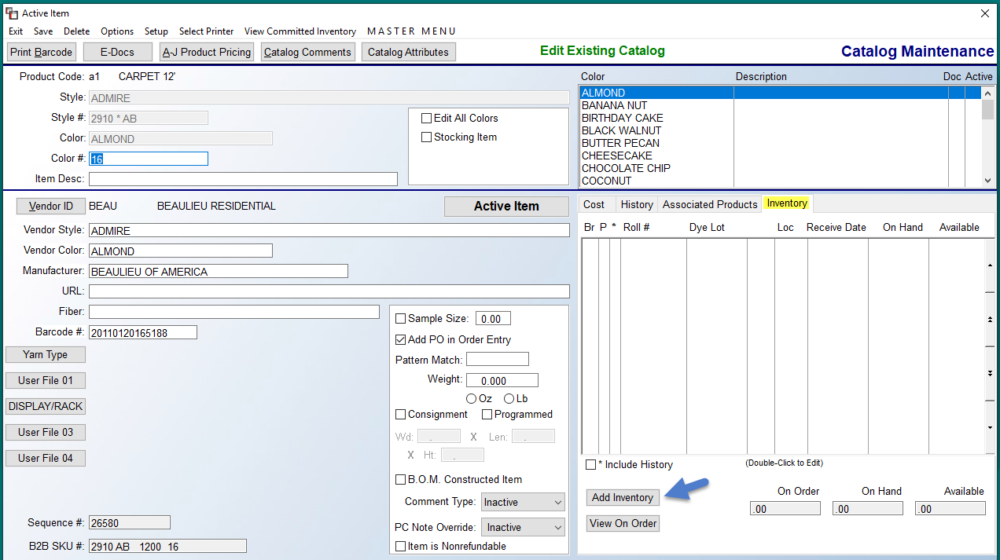 Active Item
Exit Save Delete Options Setup Select Printer View Committed Inventory M A S T E R M E N U
Print Barcode E-Docs A-J Product Pricing Catalog Comments Catalog Attributes Edit Existing Catalog Catalog Maintenance
Product Code: a1 CARPET 12'
Style: ADMIRE
Style #: 2910 * AB
Color: ALMOND
Color #: 16
Item Desc:
Edit All Colors
Stocking Item
Color Description Doc Active
ALMOND
BANANA NUT
BIRTHDAY CAKE
BLACK WALNUT
BUTTER PECAN
CHEESECAKE
CHOCOLATE CHIP
COCONUT
Vendor ID BEAU BEAULIEU RESIDENTIAL Active Item
Vendor Style: ADMIRE
Vendor Color: ALMOND
Manufacturer: BEAULIEU OF AMERICA
URL:
Fiber:
Barcode #: 20110120165188
Yarn Type
User File 01
DISPLAY/RACK
User File 03
User File 04
Sequence #: 26580
B2B SKU #: 2910 AB 1200 16
Sample Size: 0.00
Add PO in Order Entry
Pattern Match:
Weight: 0.000
Oz Lb
Consignment Programmed
Wd: . X Len: .
X Ht: .
B.O.M. Constructed Item
Comment Type: Inactive
PC Note Override: Inactive
Item is Nonrefundable
Cost History Associated Products Inventory
Br P * Roll # Dye Lot Loc Receive Date On Hand Available
* Include History (Double-Click to Edit)
Add Inventory On Order On Hand Available
.00 .00 .00
View On Order